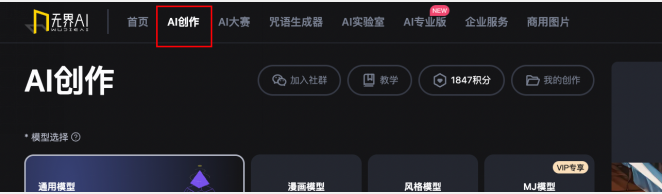 无界AI
WUJIEAI
首页
AI创作
AI大赛
咒语生成器
AI实验室
AI专业版
NEW
企业服务
商用图片
AI创作
加入社群
教学
1847积分
我的创作
* 模型选择
通用模型
漫画模型
风格模型
VIP专享
MJ模型